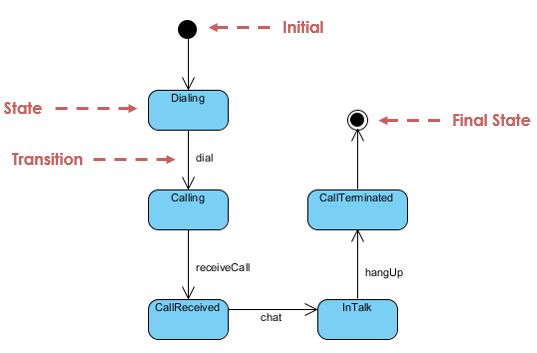 Initial
Dialing
State
Final State
Transition
dial
Calling
CallTerminated
receiveCall
hangUp
CallReceived
InTalk
chat